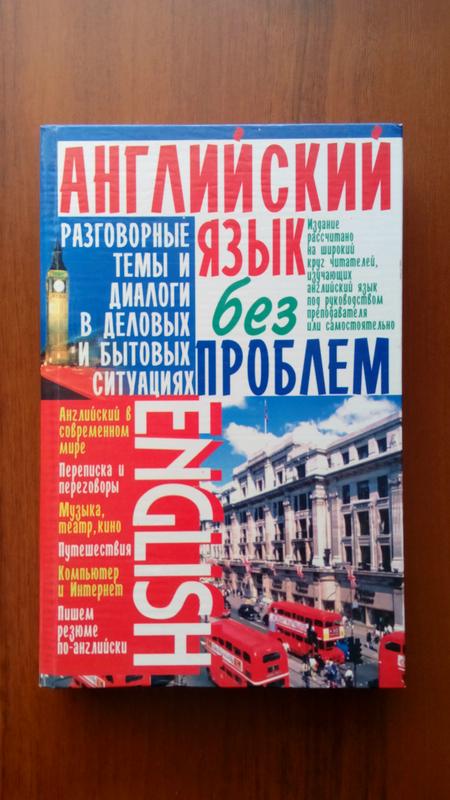 АНГЛИЙСКИЙ
ЯЗЫК
без
ПРОБЛЕМ
РАЗГОВОРНЫЕ
ТЕМЫ И
ДИАЛОГИ
В ДЕЛОВЫХ
И БЫТОВЫХ
СИТУАЦИЯХ
Издание
рассчитано
на широкий
круг читателей,
изучающих
английский язык
под руководством
преподавателя
или самостоятельно
Английский в
современном
мире
Переписка и
переговоры
Музыка,
театр, кино
Путешествия
Компьютер
и Интернет
Пишем
резюме
по-английски
ENGLISH